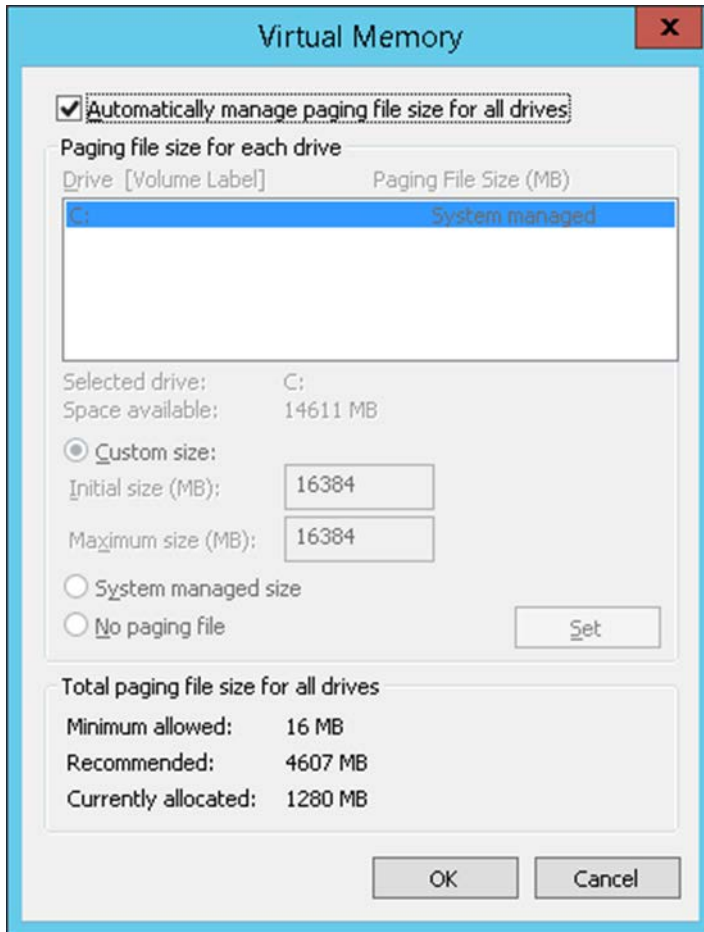 Virtual Memory
x
Automatically manage paging file size for all drives
Paging file size for each drive
Drive [Volume Label] Paging File Size (MB)
C: System managed
Selected drive: C:
Space available: 14611 MB
Custom size:
Initial size (MB): 16384
Maximum size (MB): 16384
System managed size
No paging file Set
Total paging file size for all drives
Minimum allowed: 16 MB
Recommended: 4607 MB
Currently allocated: 1280 MB
OK Cancel